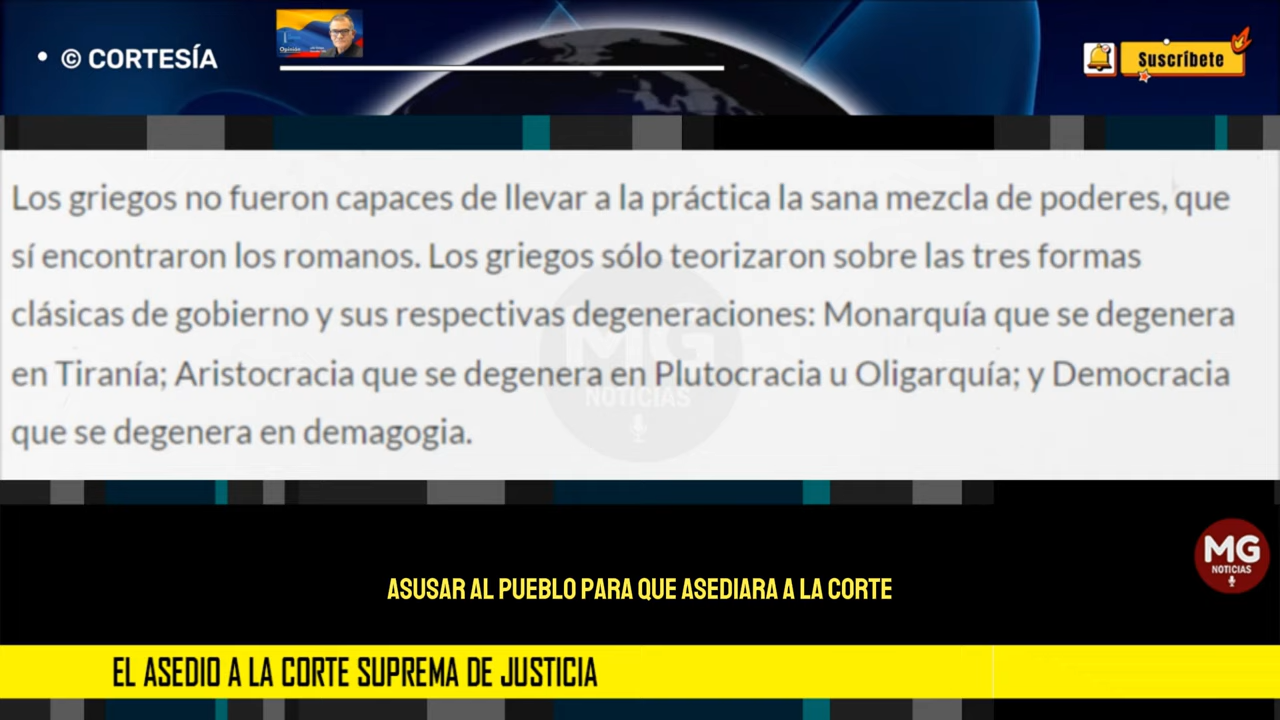 • © CORTESÍA
Opinión
Suscríbete
Los griegos no fueron capaces de llevar a la práctica la sana mezcla de poderes, que
sí encontraron los romanos. Los griegos sólo teorizaron sobre las tres formas
clásicas de gobierno y sus respectivas degeneraciones: Monarquía que se degenera
en Tiranía; Aristocracia que se degenera en Plutocracia u Oligarquía; y Democracia
que se degenera en demagogia.
MG
NOTICIAS
MG
NOTICIAS
ASUSAR AL PUEBLO PARA QUE ASEDIARA A LA CORTE
EL ASEDIO A LA CORTE SUPREMA DE JUSTICIA